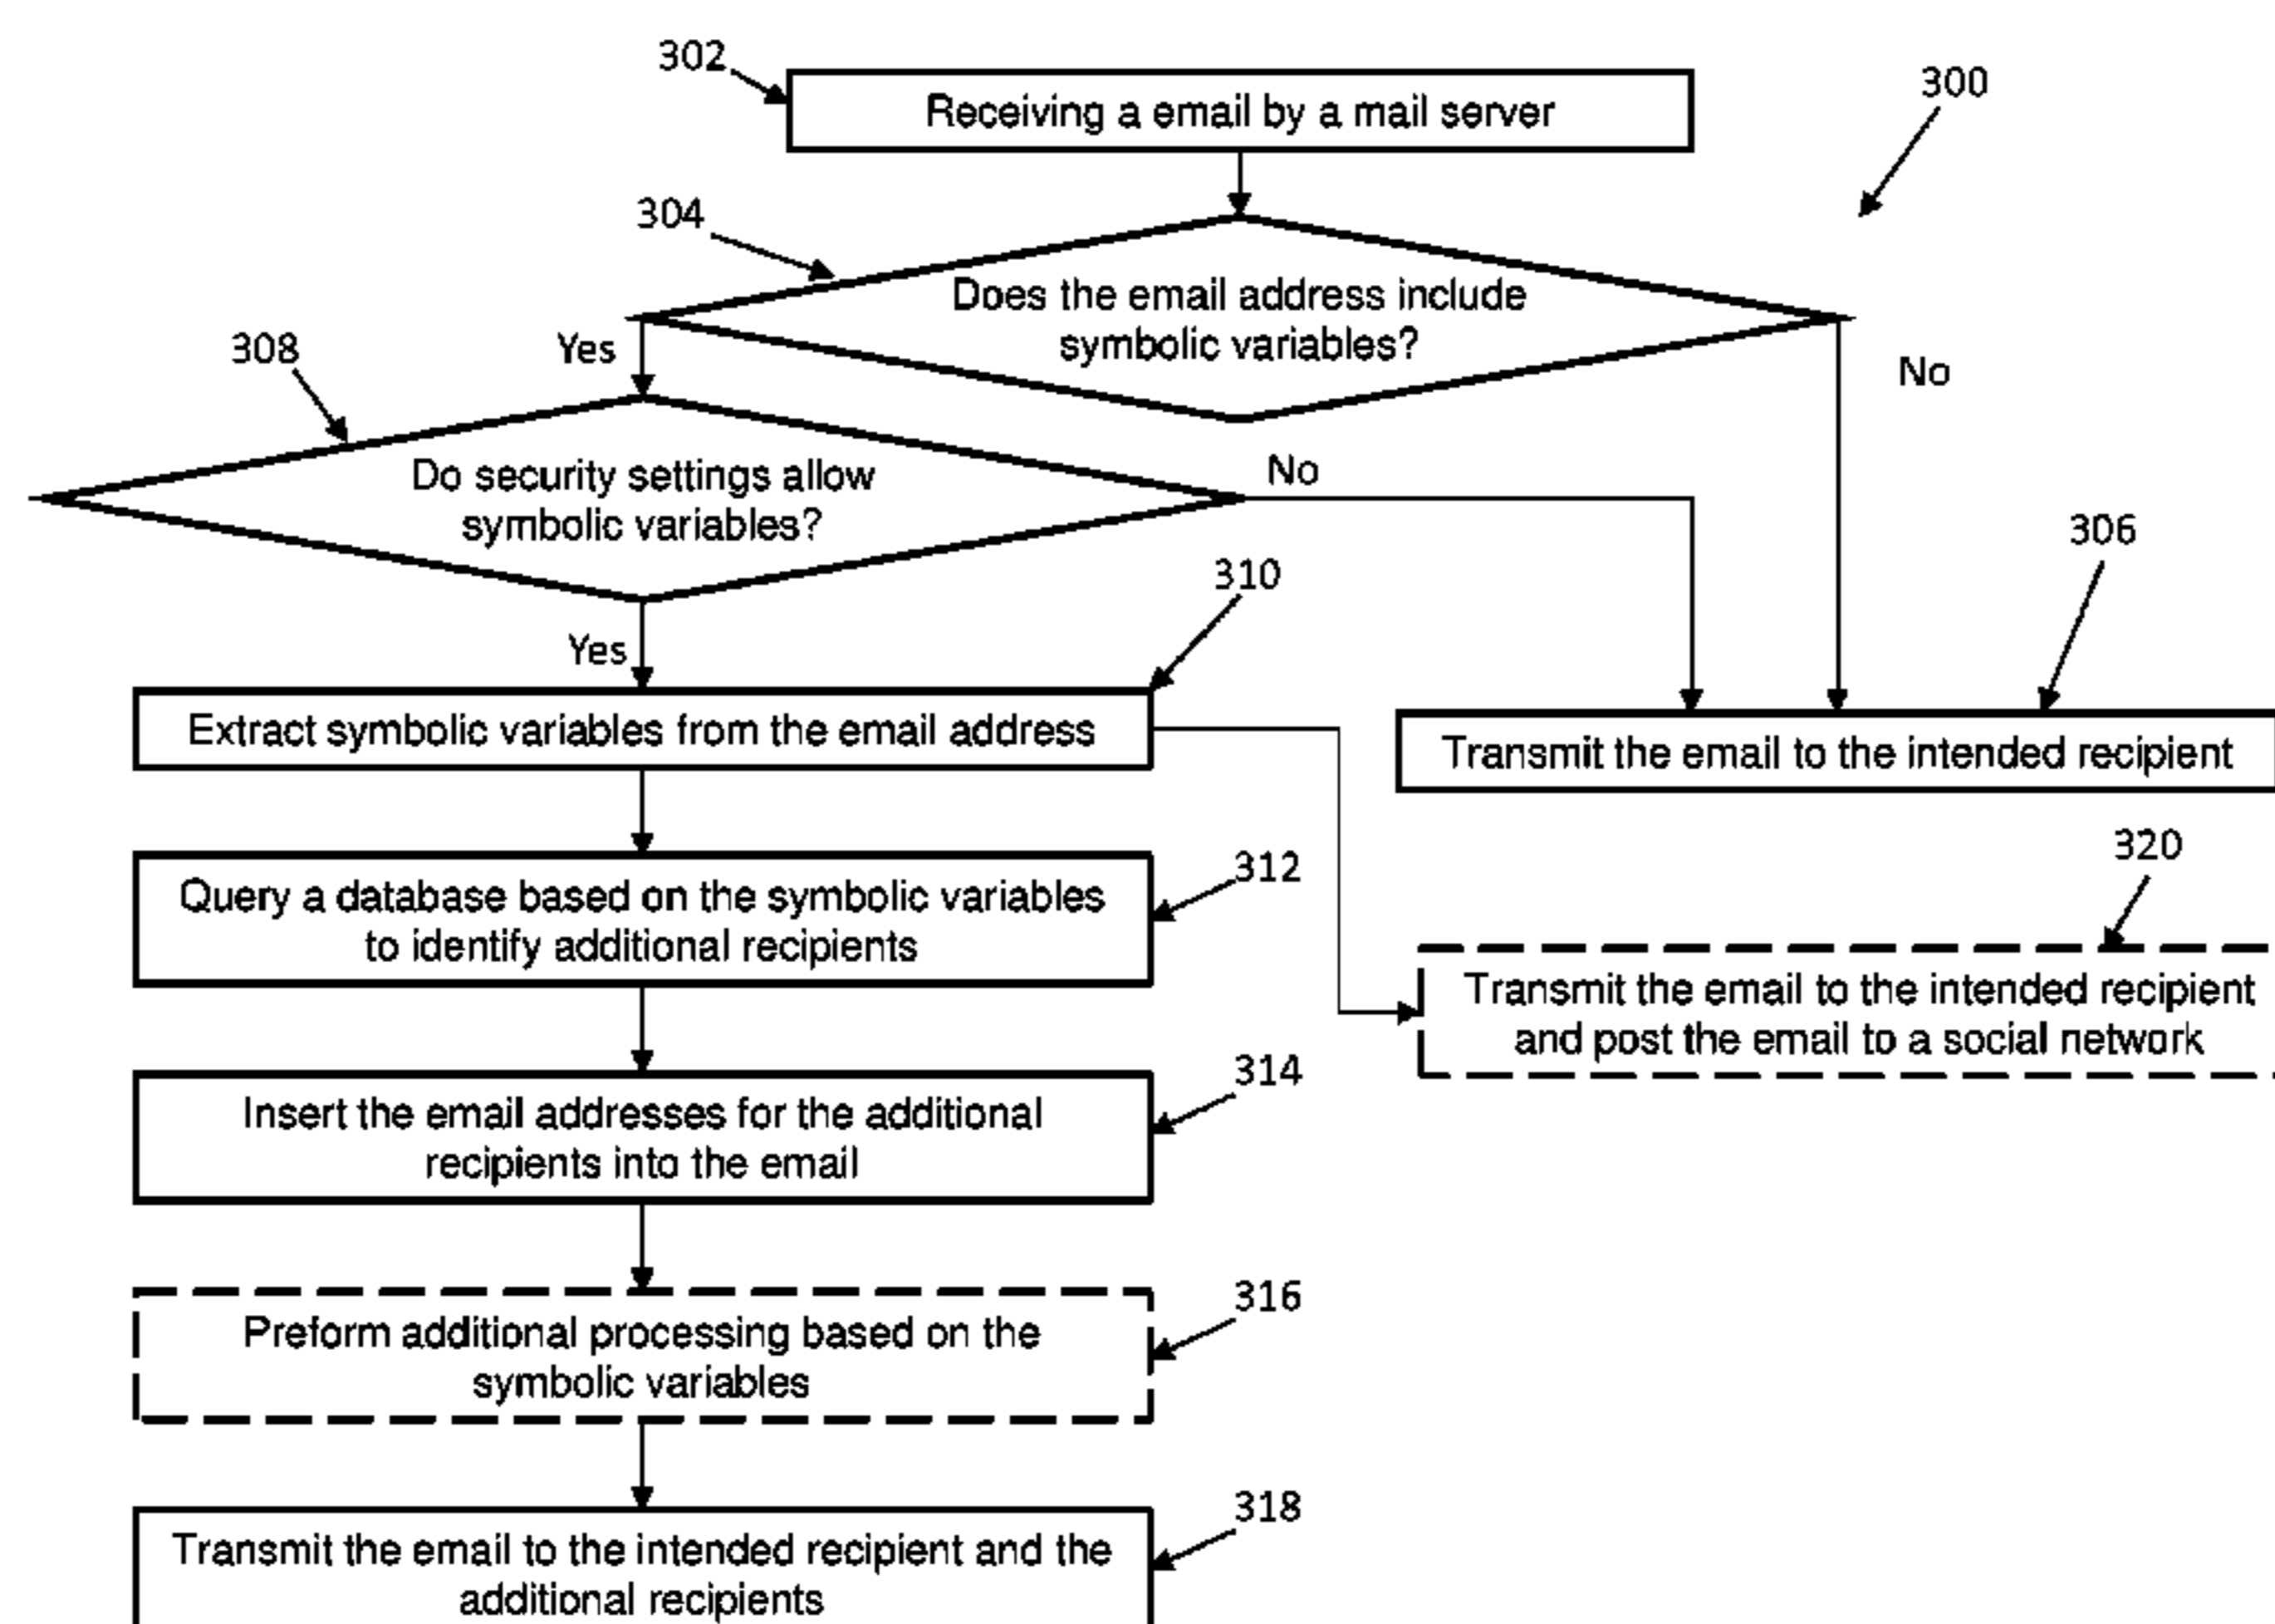 302
Receiving a email by a mail server
300
304
Does the email address include
symbolic variables?
308
Yes
No
Do security settings allow
symbolic variables?
No
306
310
Yes
Extract symbolic variables from the email address
Transmit the email to the intended recipient
320
Query a database based on the symbolic variables
to identify additional recipients
312
Transmit the email to the intended recipient
and post the email to a social network
314
Insert the email addresses for the additional
recipients into the email
316
Preform additional processing based on the
symbolic variables
318
Transmit the email to the intended recipient and the
additional recipients